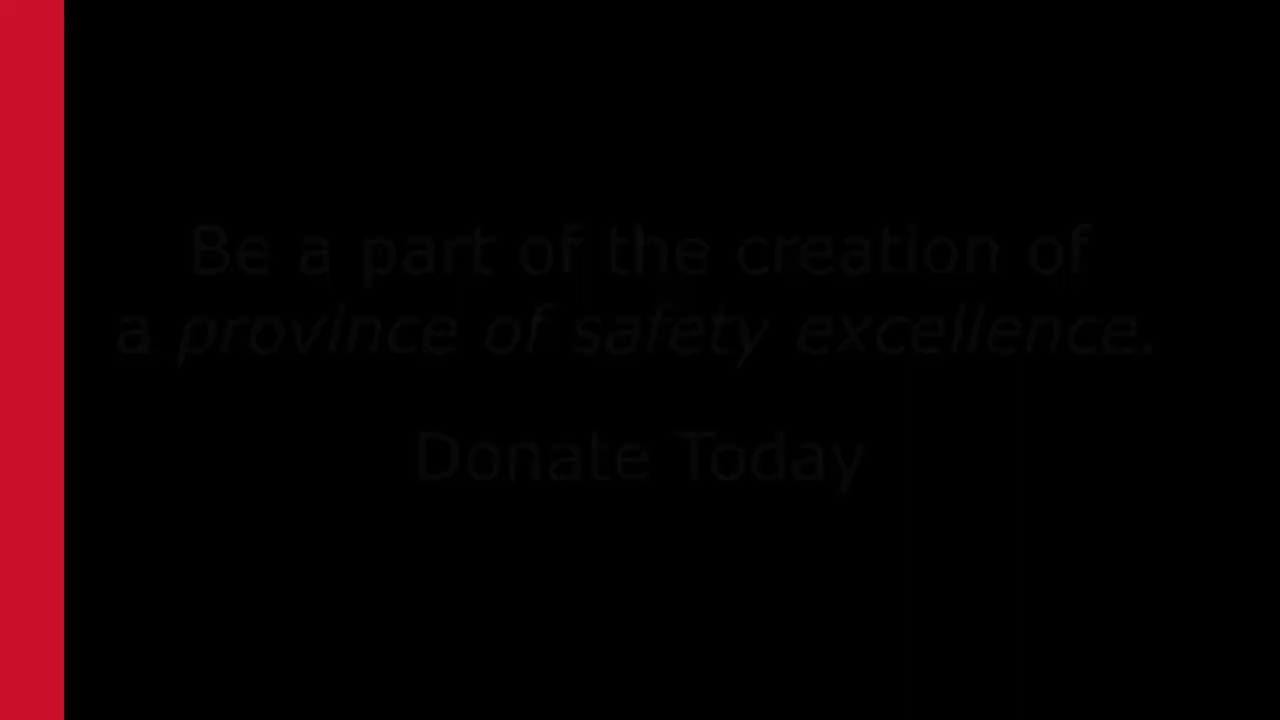 Be a part of the creation of
a province of safety excellence.
Donate Today